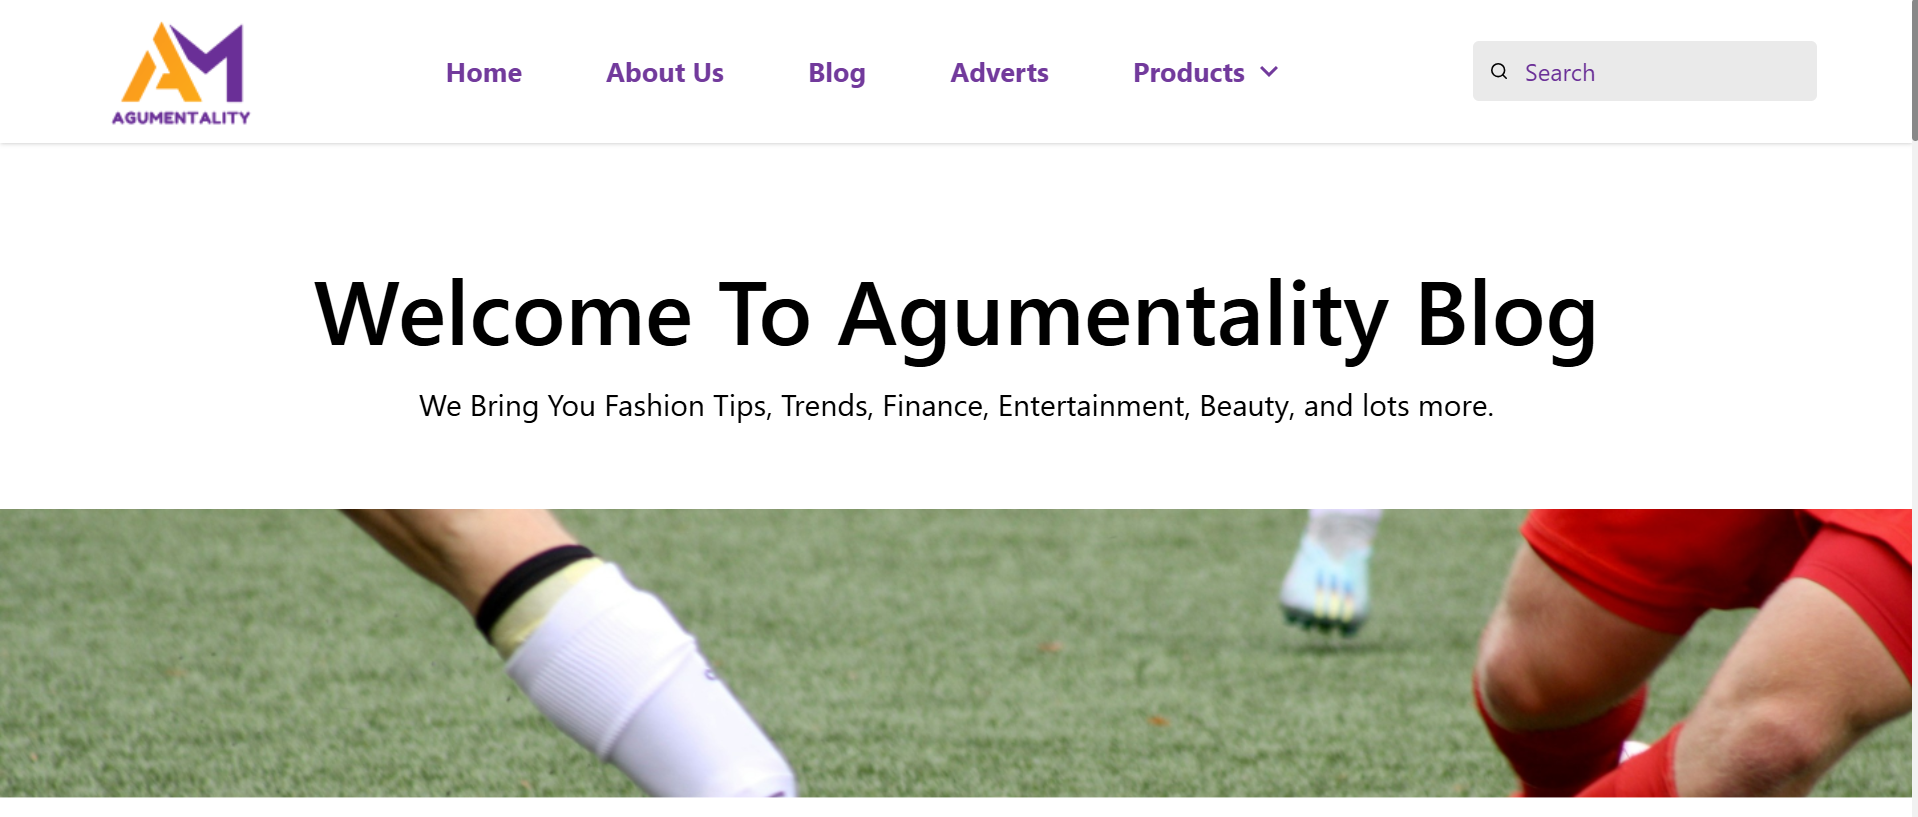 AGUMENTALITY
Home
About Us
Blog
Adverts
Products
Search
Welcome To Agumentality Blog
We Bring You Fashion Tips, Trends, Finance, Entertainment, Beauty, and lots more.